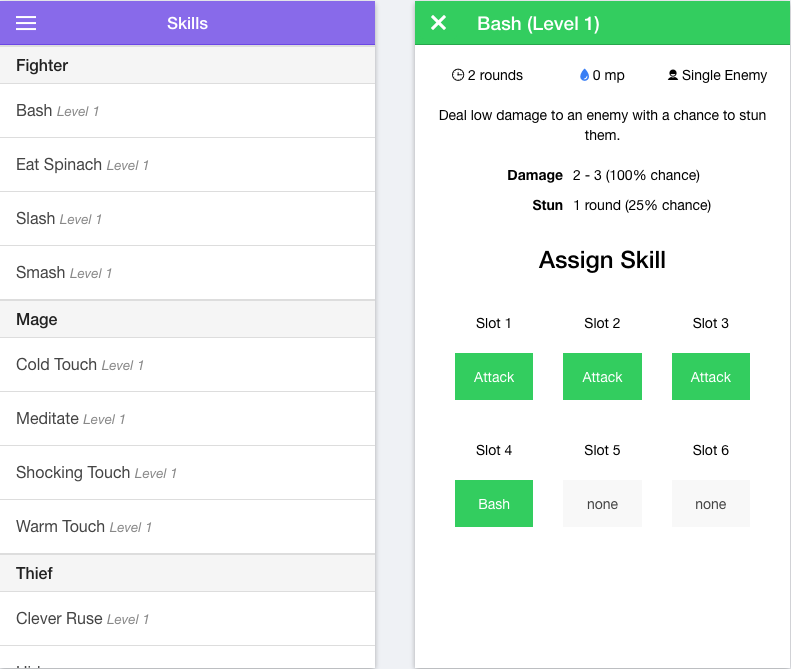 Skills
Fighter
Bash Level 1
Eat Spinach Level 1
Slash Level 1
Smash Level 1
Mage
Cold Touch Level 1
Meditate Level 1
Shocking Touch Level 1
Warm Touch Level 1
Thief
Clever Ruse Level 1
Bash (Level 1)
2 rounds 0 mp Single Enemy
Deal low damage to an enemy with a chance to stun
them.
Damage 2 - 3 (100% chance)
Stun 1 round (25% chance)
Assign Skill
Slot 1 Slot 2 Slot 3
Attack Attack Attack
Slot 4 Slot 5 Slot 6
Bash none none